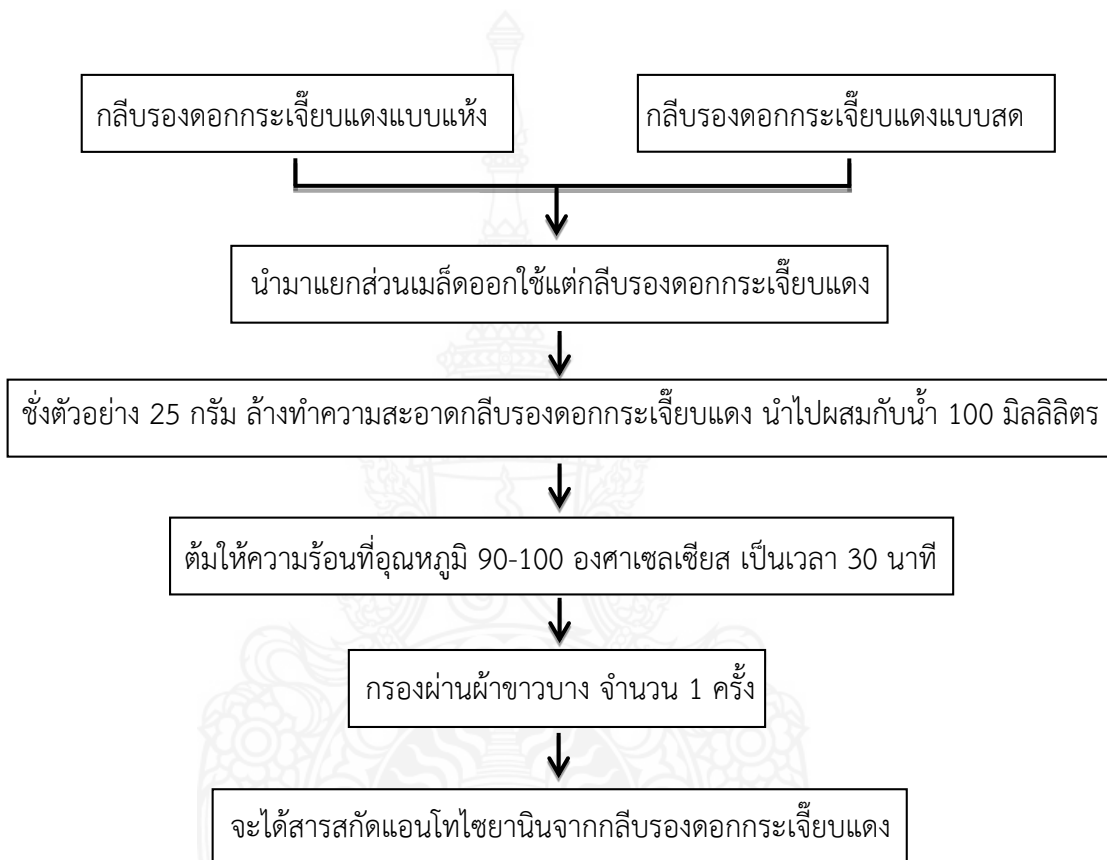 กลีบรองดอกกระเจี๊ยบแดงแบบแห้ง
กลีบรองดอกกระเจี๊ยบแดงแบบสด
นำมาแยกส่วนเมล็ดออกใช้แต่กลีบรองดอกกระเจี๊ยบแดง
ชั่งตัวอย่าง 25 กรัม ล้างทำความสะอาดกลีบรองดอกกระเจี๊ยบแดง นำไปผสมกับน้ำ 100 มิลลิลิตร
ต้มให้ความร้อนที่อุณหภูมิ 90-100 องศาเซลเซียส เป็นเวลา 30 นาที
กรองผ่านผ้าขาวบาง จำนวน 1 ครั้ง
จะได้สารสกัดแอนโทไซยานินจากกลีบรองดอกกระเจี๊ยบแดง